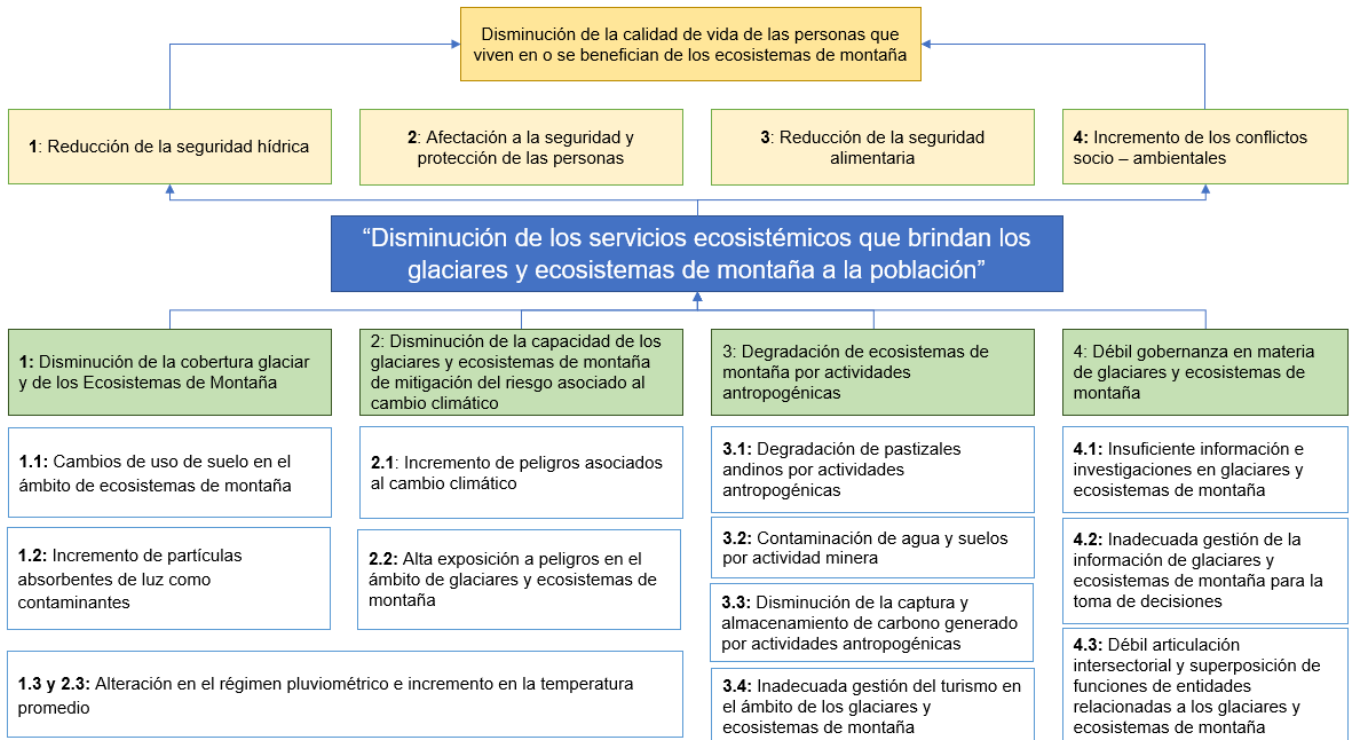 Disminución de la calidad de vida de las personas que
viven en o se benefician de los ecosistemas de montaña
1: Reducción de la seguridad hídrica
2: Afectación a la seguridad y
protección de las personas
3: Reducción de la seguridad
alimentaria
4: Incremento de los conflictos
socio – ambientales
“Disminución de los servicios ecosistémicos que brindan los
glaciares y ecosistemas de montaña a la población”
1: Disminución de la cobertura glaciar
y de los Ecosistemas de Montaña
2: Disminución de la capacidad de los
glaciares y ecosistemas de montaña
de mitigación del riesgo asociado al
cambio climático
3: Degradación de ecosistemas de
montaña por actividades
antropogénicas
4: Débil gobernanza en materia
de glaciares y ecosistemas de
montaña
1.1: Cambios de uso de suelo en el
ámbito de ecosistemas de montaña
1.2: Incremento de partículas
absorbentes de luz como
contaminantes
2.1: Incremento de peligros asociados
al cambio climático
2.2: Alta exposición a peligros en el
ámbito de glaciares y ecosistemas de
montaña
1.3 y 2.3: Alteración en el régimen pluviométrico e incremento en la temperatura
promedio
3.1: Degradación de pastizales
andinos por actividades
antropogénicas
3.2: Contaminación de agua y suelos
por actividad minera
3.3: Disminución de la captura y
almacenamiento de carbono generado
por actividades antropogénicas
3.4: Inadecuada gestión del turismo en
el ámbito de los glaciares y
ecosistemas de montaña
4.1: Insuficiente información e
investigaciones en glaciares y
ecosistemas de montaña
4.2: Inadecuada gestión de la
información de glaciares y
ecosistemas de montaña para la
toma de decisiones
4.3: Débil articulación
intersectorial y superposición de
funciones de entidades
relacionadas a los glaciares y
ecosistemas de montaña